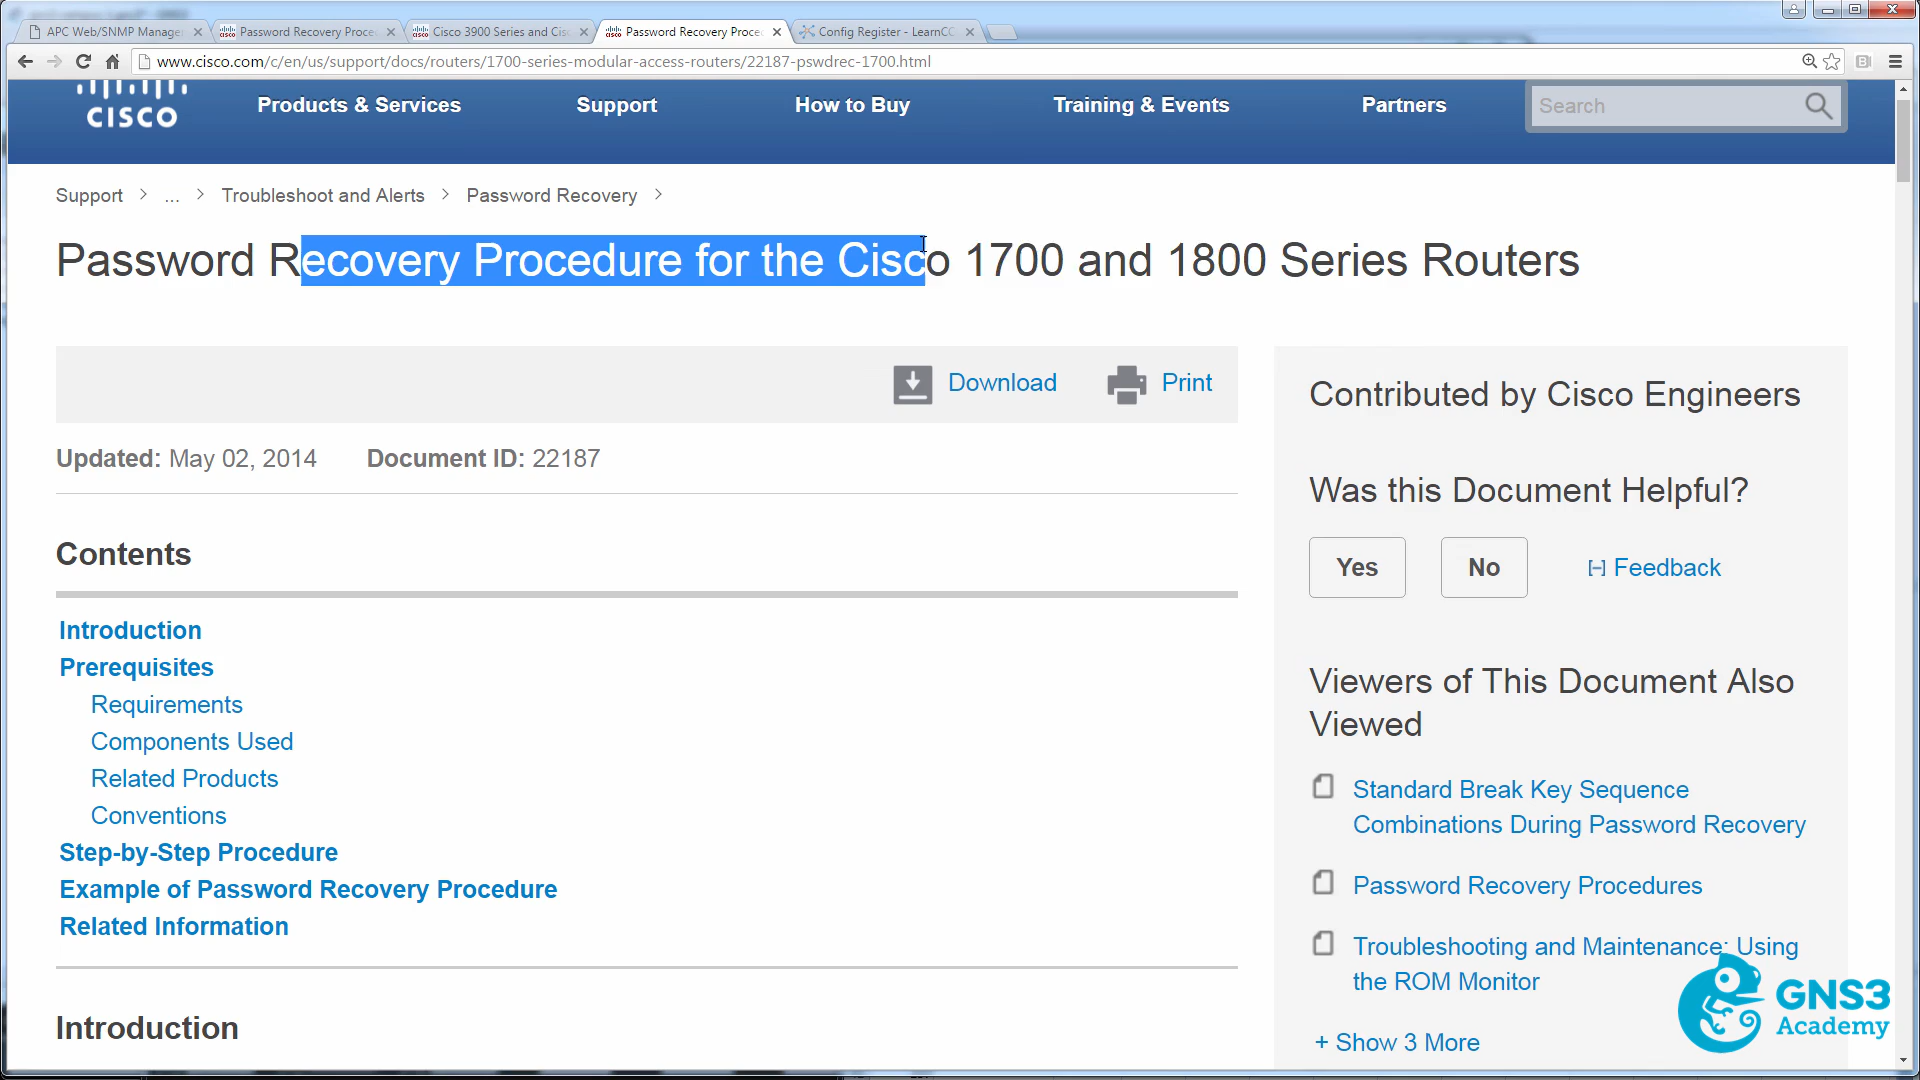 APC Web/SNMP Manage
Password Recovery Proce
Cisco 3900 Series and Cis
Password Recovery Proce
Config Register - LearnCC
www.cisco.com/c/en/us/support/docs/routers/1700-series-modular-access-routers/22187-pswdrec-1700.html
CISCO
Products & Services
Support
How to Buy
Training & Events
Partners
Search
Support > ... > Troubleshoot and Alerts > Password Recovery >
Password Recovery Procedure for the Cisco 1700 and 1800 Series Routers
Download
Print
Updated: May 02, 2014
Document ID: 22187
Contents
Introduction
Prerequisites
Requirements
Components Used
Related Products
Conventions
Step-by-Step Procedure
Example of Password Recovery Procedure
Related Information
Introduction
Contributed by Cisco Engineers
Was this Document Helpful?
Yes
No
[-] Feedback
Viewers of This Document Also
Viewed
Standard Break Key Sequence
Combinations During Password Recovery
Password Recovery Procedures
Troubleshooting and Maintenance: Using
the ROM Monitor
+ Show 3 More
GNS3
Academy